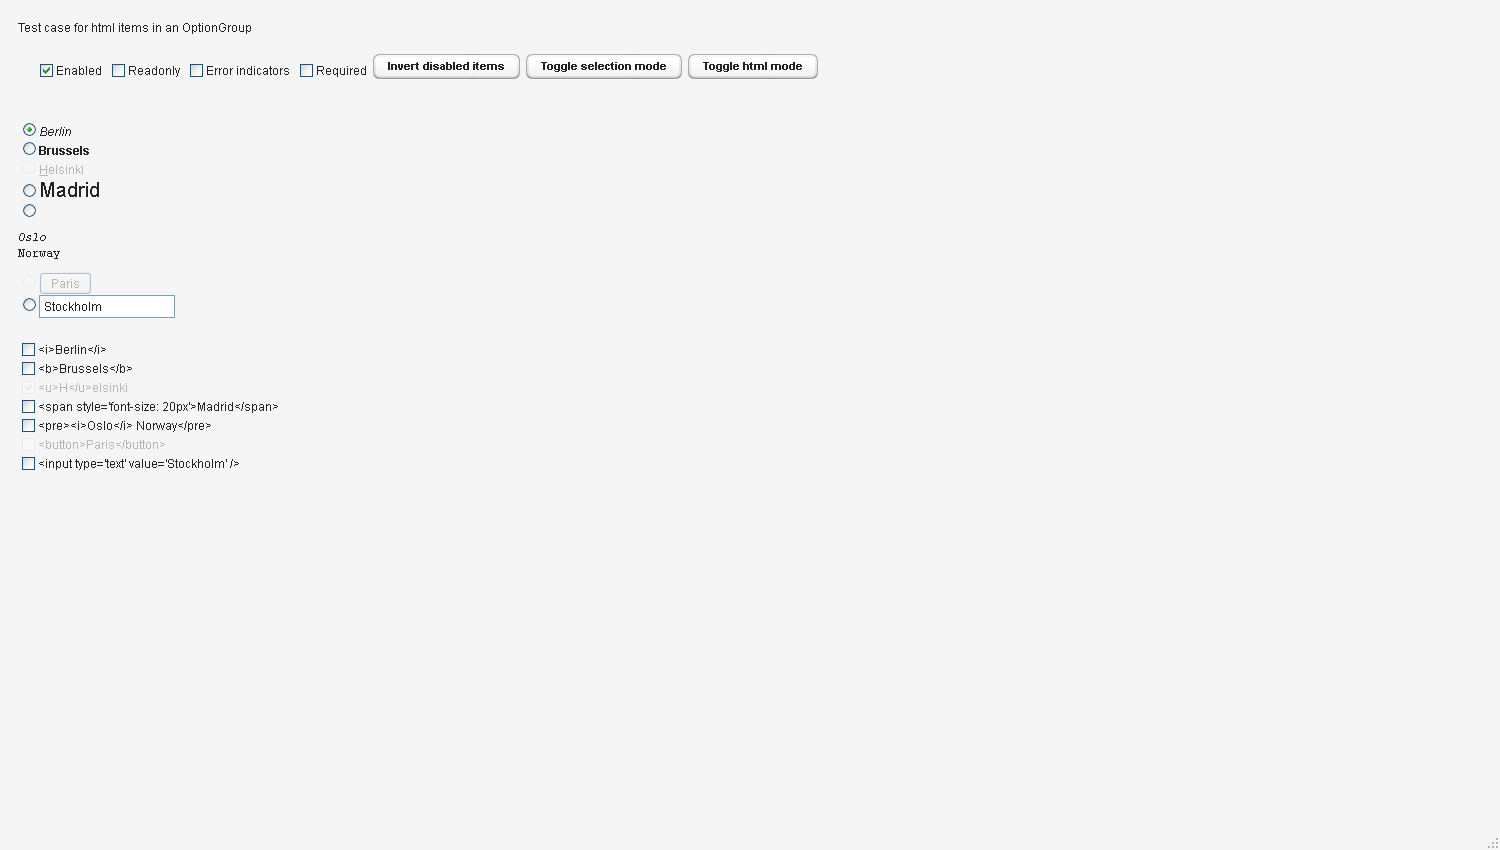 Test case for html items in an OptionGroup
Enabled Readonly Error indicators Required Invert disabled items Toggle selection mode Toggle html mode
Berlin
Brussels
Helsinki
Madrid
Oslo
Norway
Paris
Stockholm
<i>Berlin</i>
<b>Brussels</b>
<u>H</u>elsinki
<span style='font-size: 20px'>Madrid</span>
<pre><i>Oslo</i> Norway</pre>
<button>Paris</button>
<input type='text' value='Stockholm' />